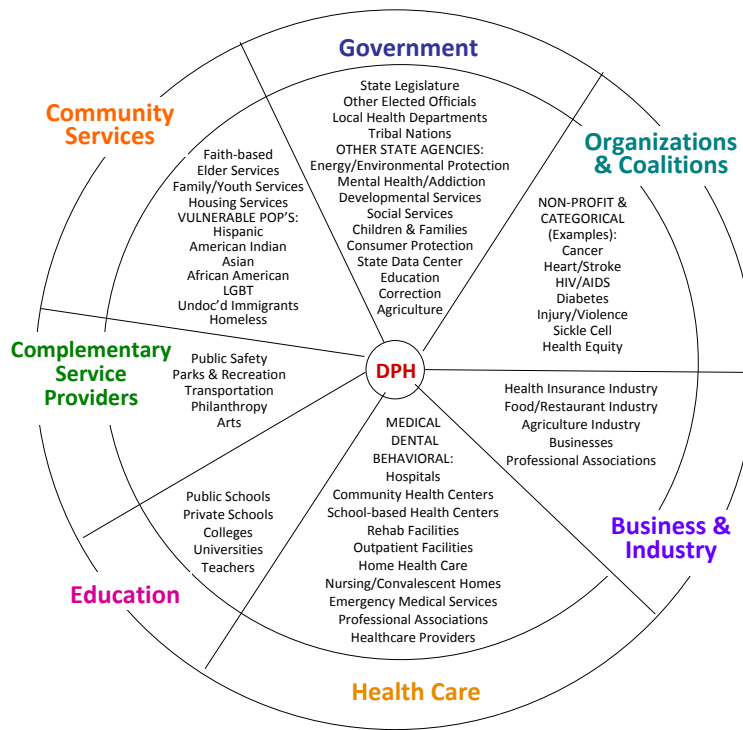 Government
State Legislature
Other Elected Officials
Local Health Departments
Tribal Nations
OTHER STATE AGENCIES:
Energy/Environmental Protection
Mental Health/Addiction
Developmental Services
Social Services
Children & Families
Consumer Protection
State Data Center
Education
Correction
Agriculture
Organizations
& Coalitions
NON-PROFIT &
CATEGORICAL
(Examples):
Cancer
Heart/Stroke
HIV/AIDS
Diabetes
Injury/Violence
Sickle Cell
Health Equity
Business &
Industry
Health Insurance Industry
Food/Restaurant Industry
Agriculture Industry
Businesses
Professional Associations
Health Care
MEDICAL
DENTAL
BEHAVIORAL:
Hospitals
Community Health Centers
School-based Health Centers
Rehab Facilities
Outpatient Facilities
Home Health Care
Nursing/Convalescent Homes
Emergency Medical Services
Professional Associations
Healthcare Providers
Education
Public Schools
Private Schools
Colleges
Universities
Teachers
Complementary
Service
Providers
Public Safety
Parks & Recreation
Transportation
Philanthropy
Arts
Community
Services
Faith-based
Elder Services
Family/Youth Services
Housing Services
VULNERABLE POP'S:
Hispanic
American Indian
Asian
African American
LGBT
Undoc'd Immigrants
Homeless
DPH